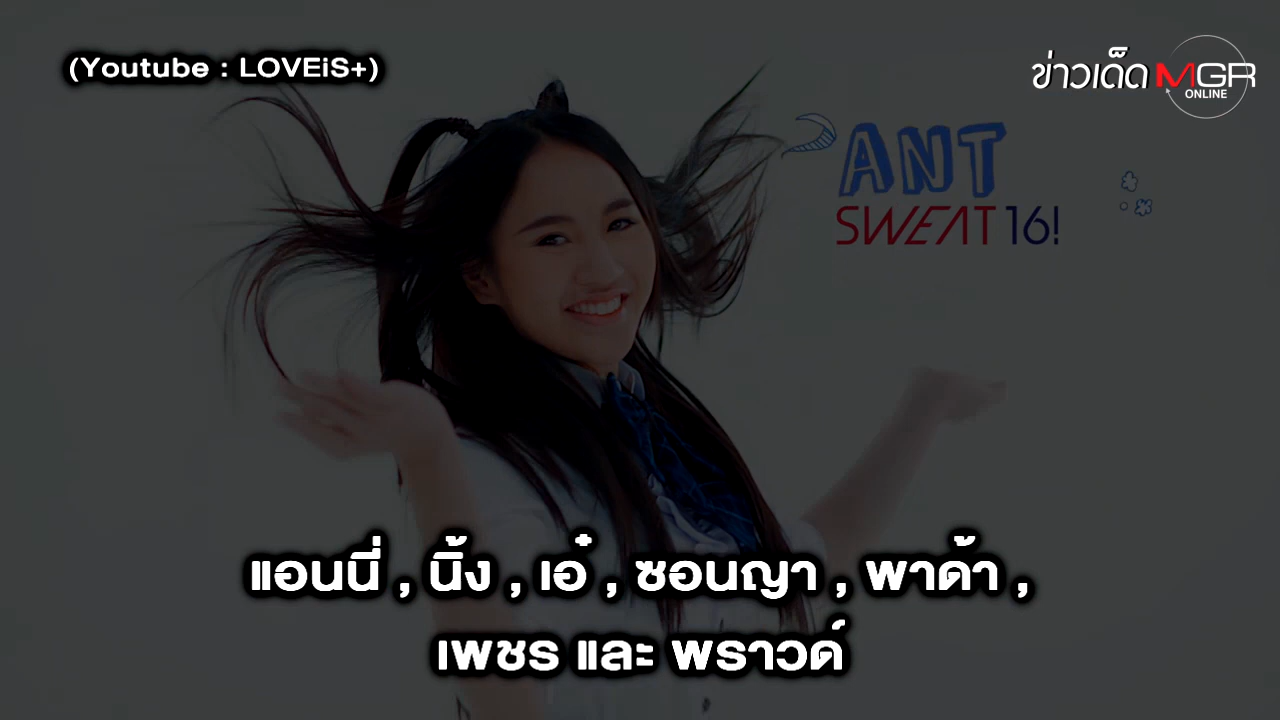 (Youtube : LOVEiS+)
ข่าวเด็ด MGR
ONLINE
ANT
SWEAT 16!
แอนนี่ , นิ้ง , เอ๋ , ซอนญา , พาด้า ,
เพชร และ พราวด์